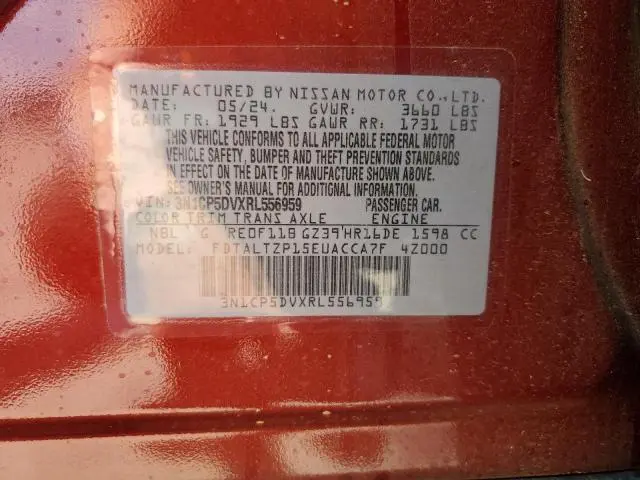 MANUFACTURED BY NISSAN MOTOR CO.,LTD.
DATE: 05/24. GVWR: 3660 LBS
GAWR FR: 1929 LBS GAWR RR: 1731 LBS
THIS VEHICLE CONFORMS TO ALL APPLICABLE FEDERAL MOTOR
VEHICLE SAFETY, BUMPER AND THEFT PREVENTION STANDARDS
IN EFFECT ON THE DATE OF MANUFACTURE SHOWN ABOVE.
SEE OWNER'S MANUAL FOR ADDITIONAL INFORMATION.
VIN: 3N1CP5DVXRL556959 PASSENGER CAR.
COLOR TRIM TRANS AXLE ENGINE
NBL G RE0F11B GZ39 HR16DE 1598 CC
FDTALTZP15EUACCA7F 4Z000
3N1CP5DVXRL556959